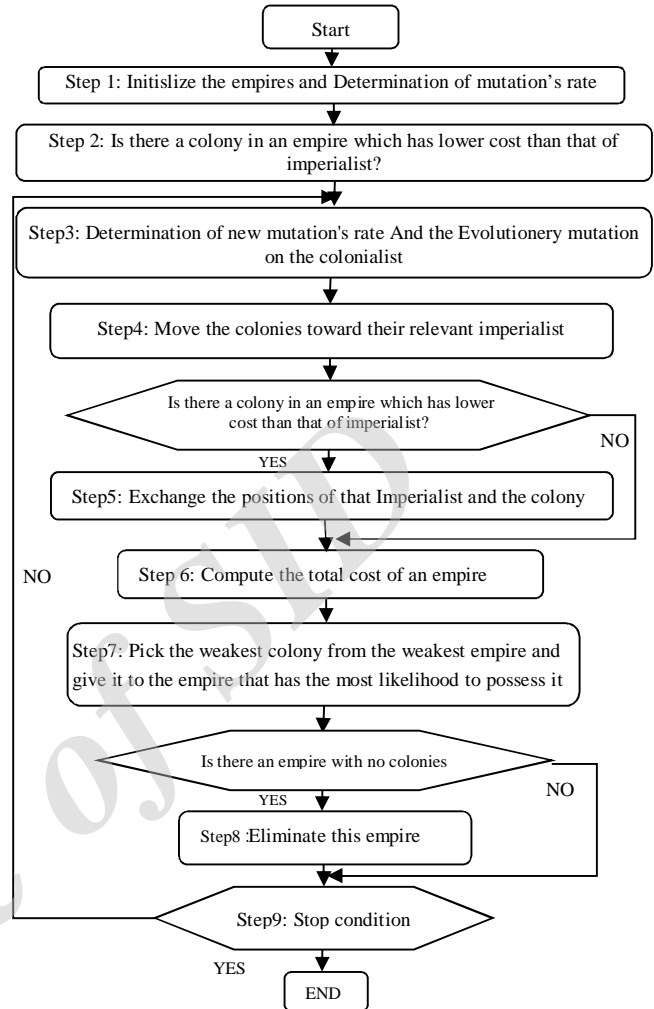 Start
Step 1: Initislize the empires and Determination of mutation's rate
Step 2: Is there a colony in an empire which has lower cost than that of
imperialist?
Step3: Determination of new mutation's rate And the Evolutionery mutation
on the colonialist
Step4: Move the colonies toward their relevant imperialist
Is there a colony in an empire which has lower
cost than that of imperialist?
NO
YES
Step5: Exchange the positions of that Imperialist and the colony
NO
Step 6: Compute the total cost of an empire
Step7: Pick the weakest colony from the weakest empire and
give it to the empire that has the most likelihood to possess it
Is there an empire with no colonies
NO
YES
Step8 :Eliminate this empire
Step9: Stop condition
YES
END
of SID